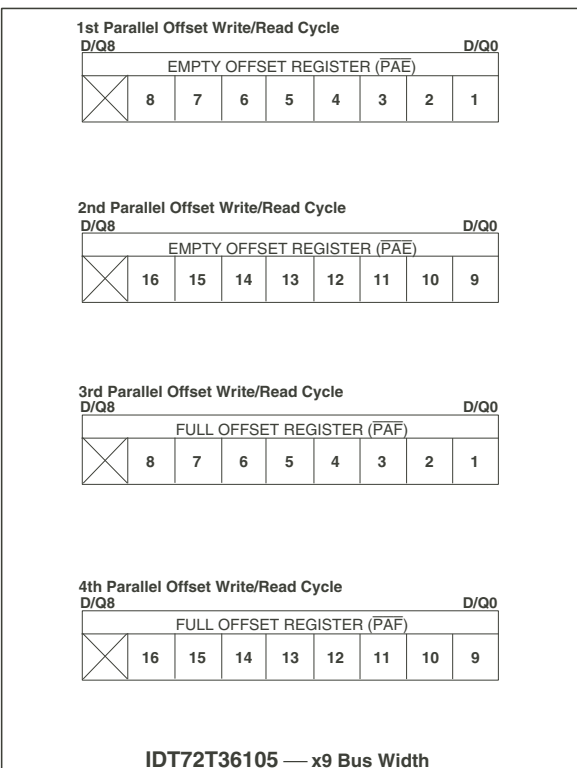 1st Parallel Offset Write/Read Cycle
D/Q8 D/Q0
EMPTY OFFSET REGISTER (PAE)
8 7 6 5 4 3 2 1
2nd Parallel Offset Write/Read Cycle
D/Q8 D/Q0
EMPTY OFFSET REGISTER (PAE)
16 15 14 13 12 11 10 9
3rd Parallel Offset Write/Read Cycle
D/Q8 D/Q0
FULL OFFSET REGISTER (PAF)
8 7 6 5 4 3 2 1
4th Parallel Offset Write/Read Cycle
D/Q8 D/Q0
FULL OFFSET REGISTER (PAF)
16 15 14 13 12 11 10 9
IDT72T36105 — x9 Bus Width